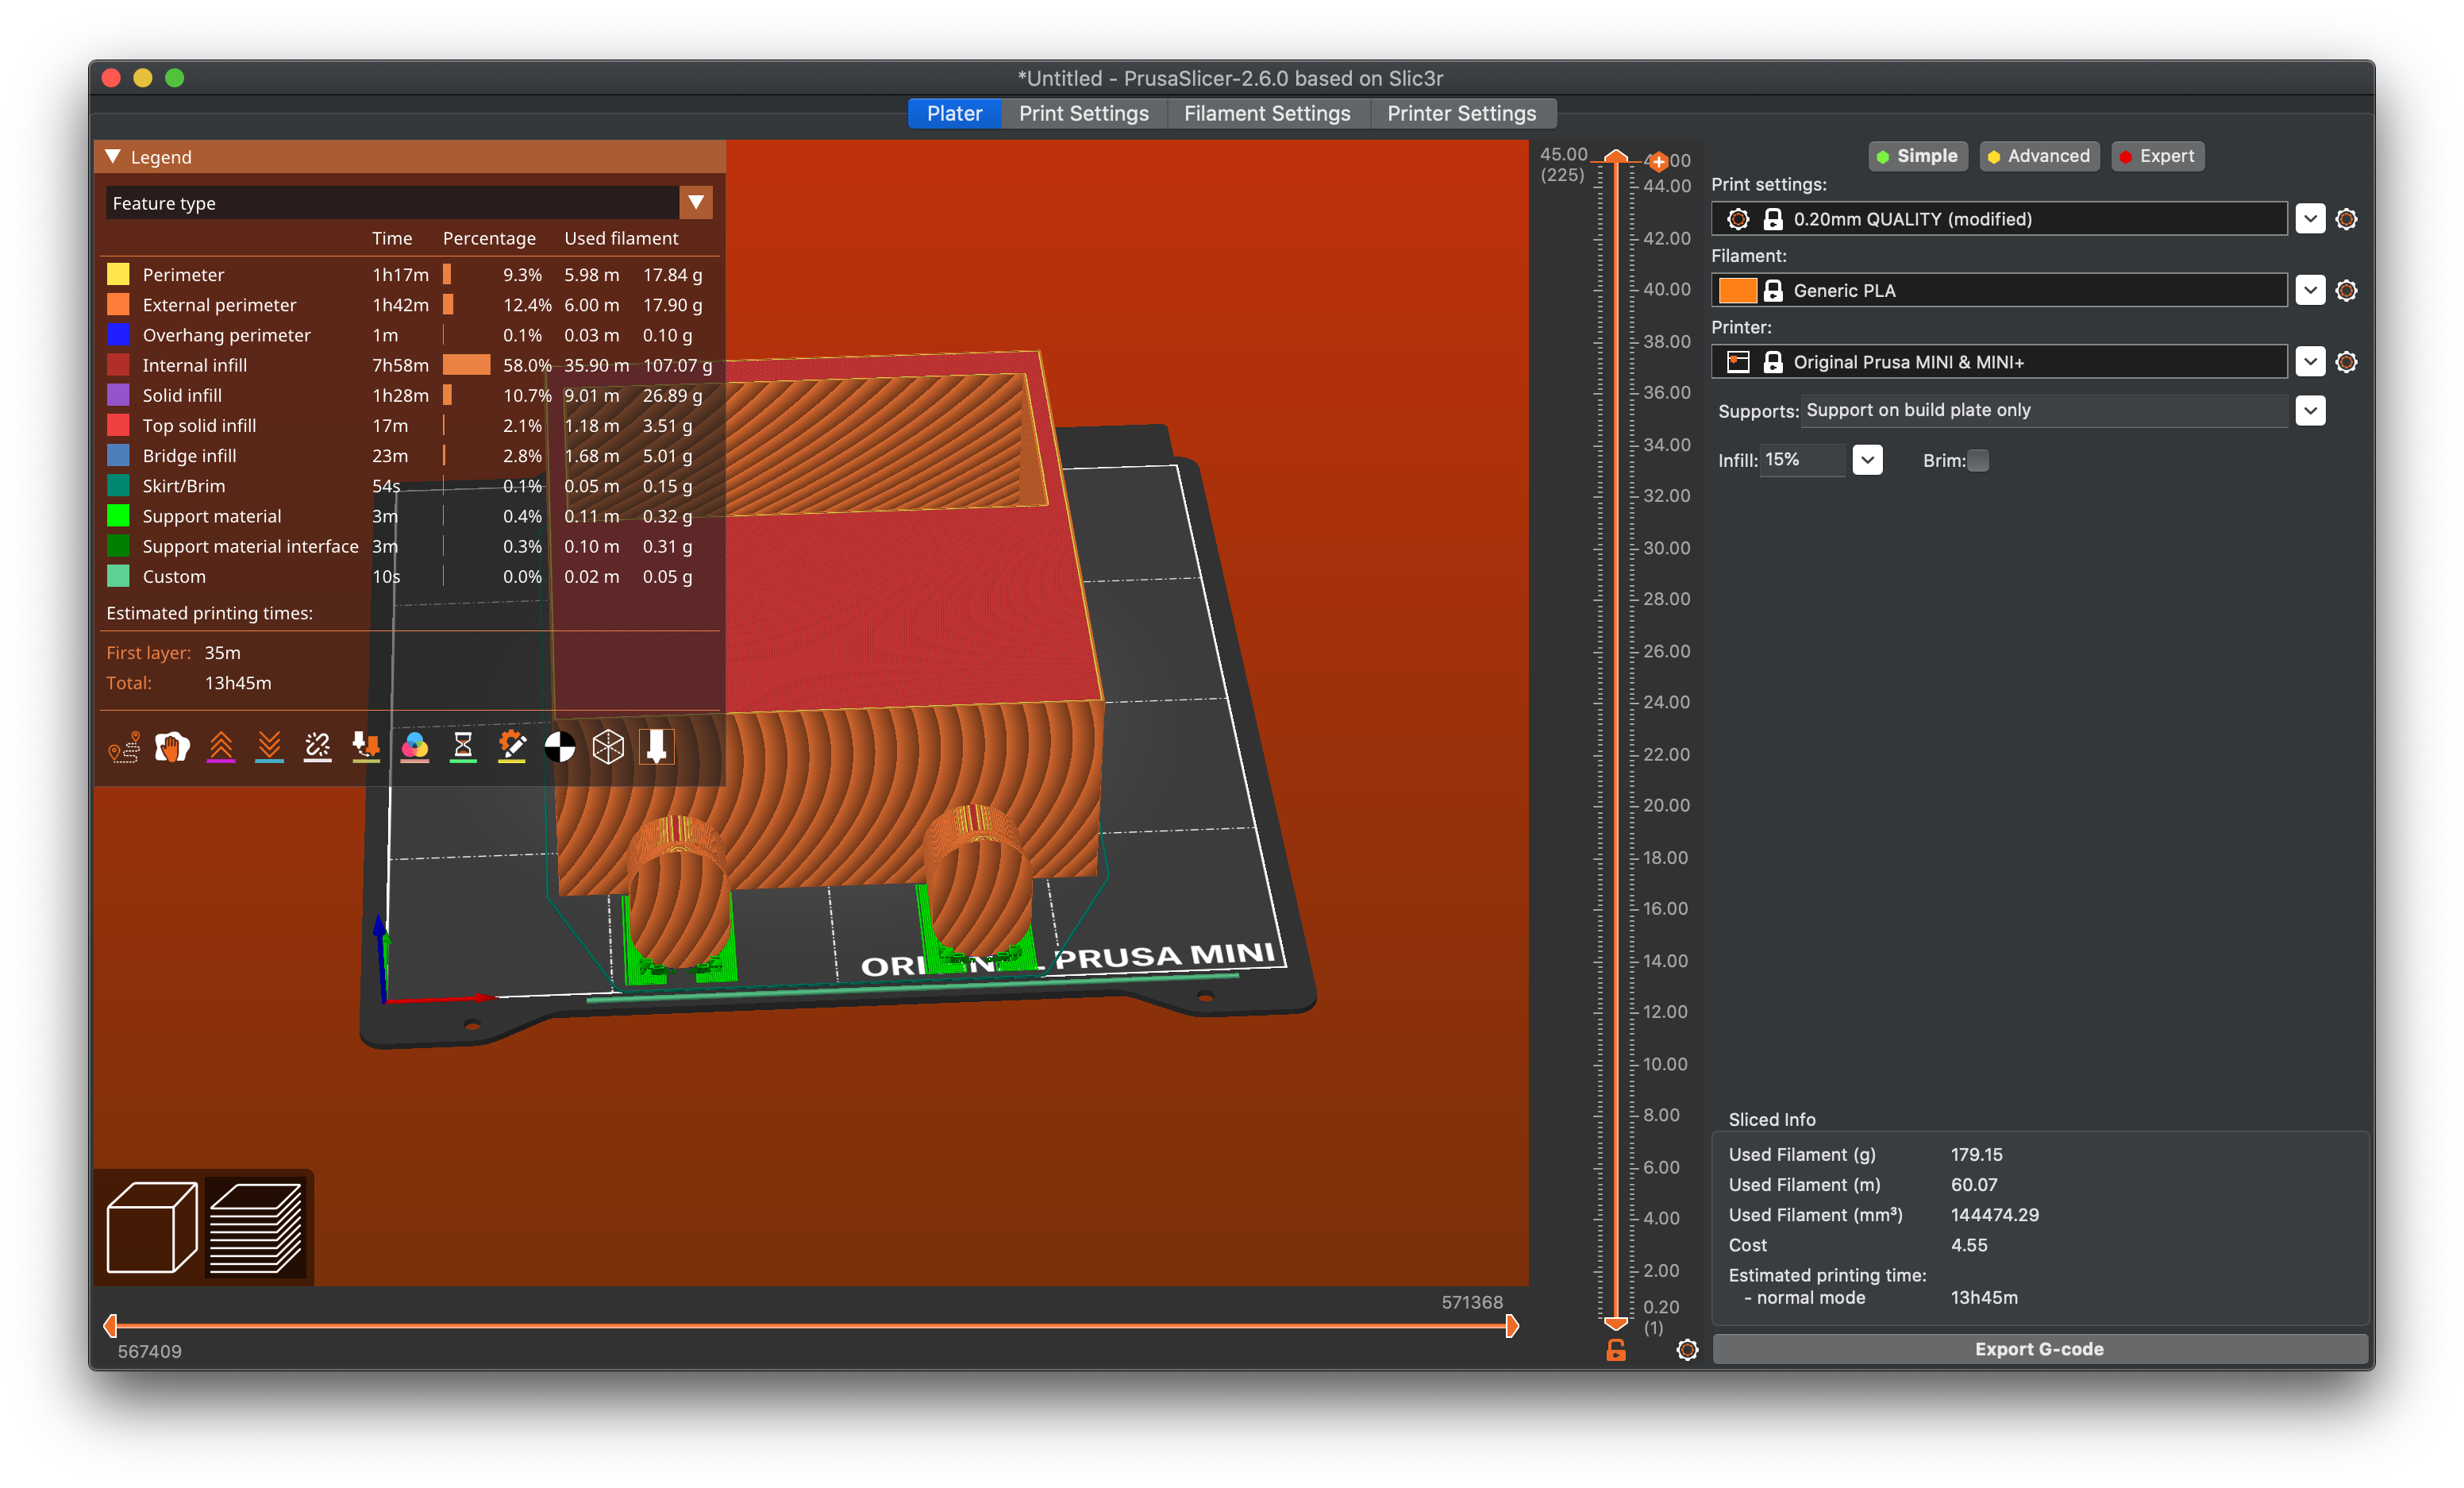 *Untitled - PrusaSlicer-2.6.0 based on Slic3r
Plater Print Settings Filament Settings Printer Settings
Legend
Feature type
Time Percentage Used filament
Perimeter 1h17m 9.3% 5.98 m 17.84 g
External perimeter 1h42m 12.4% 6.00 m 17.90 g
Overhang perimeter 1m 0.1% 0.03 m 0.10 g
Internal infill 7h58m 58.0% 35.90 m 107.07 g
Solid infill 1h28m 10.7% 9.01 m 26.89 g
Top solid infill 17m 2.1% 1.18 m 3.51 g
Bridge infill 23m 2.8% 1.68 m 5.01 g
Skirt/Brim 54s 0.1% 0.05 m 0.15 g
Support material 3m 0.4% 0.11 m 0.32 g
Support material interface 3m 0.3% 0.10 m 0.31 g
Custom 10s 0.0% 0.02 m 0.05 g
Estimated printing times:
First layer: 35m
Total: 13h45m
PRUSA MINI
567409
571368
45.00
(225)
44.00
42.00
40.00
38.00
36.00
34.00
32.00
30.00
28.00
26.00
24.00
22.00
20.00
18.00
16.00
14.00
12.00
10.00
8.00
6.00
4.00
2.00
0.20
(1)
Simple Advanced Expert
Print settings:
0.20mm QUALITY (modified)
Filament:
Generic PLA
Printer:
Original Prusa MINI & MINI+
Supports: Support on build plate only
Infill: 15% Brim:
Sliced Info
Used Filament (g) 179.15
Used Filament (m) 60.07
Used Filament (mm³) 144474.29
Cost 4.55
Estimated printing time:
- normal mode 13h45m
Export G-code